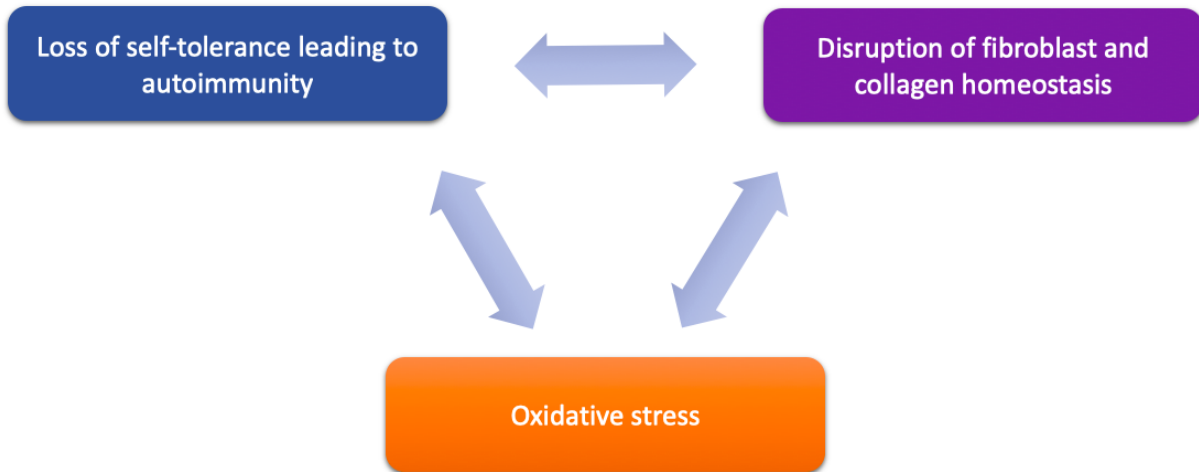 Loss of self-tolerance leading to
autoimmunity
Disruption of fibroblast and
collagen homeostasis
Oxidative stress